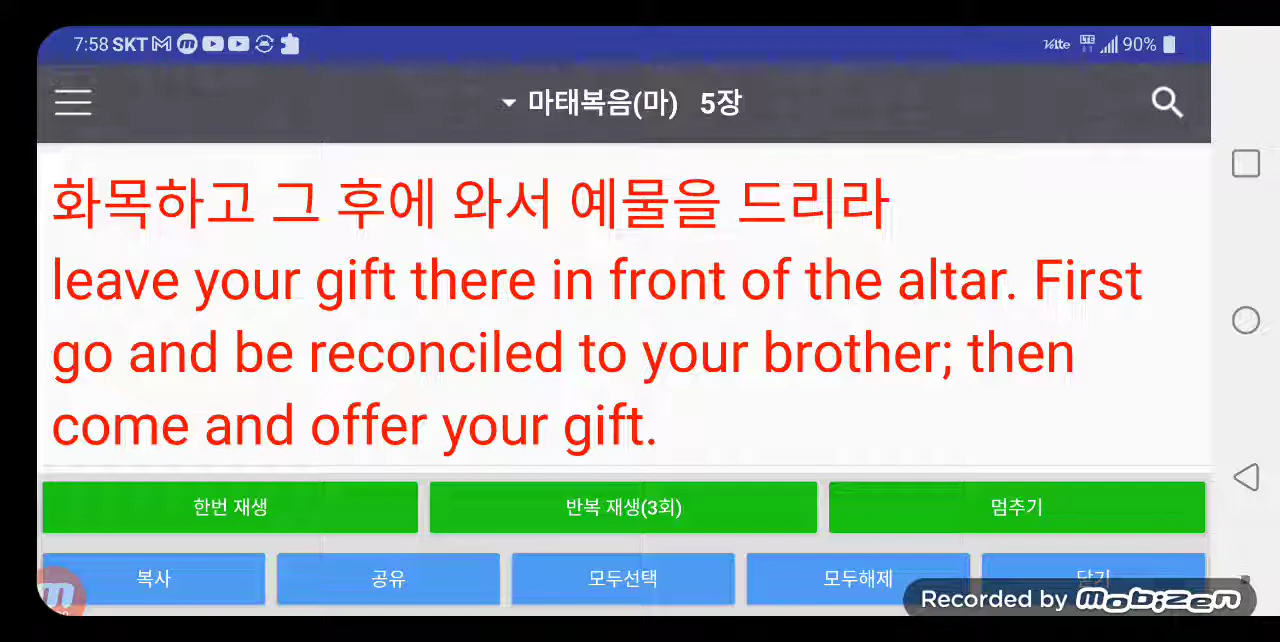 7:58 SKT
90%
마태복음(마) 5장
화목하고 그 후에 와서 예물을 드리라
leave your gift there in front of the altar. First
go and be reconciled to your brother; then
come and offer your gift.
한번 재생 반복 재생(3회) 멈추기
복사 공유 모두선택 모두해제 닫기
Recorded by Mobizen